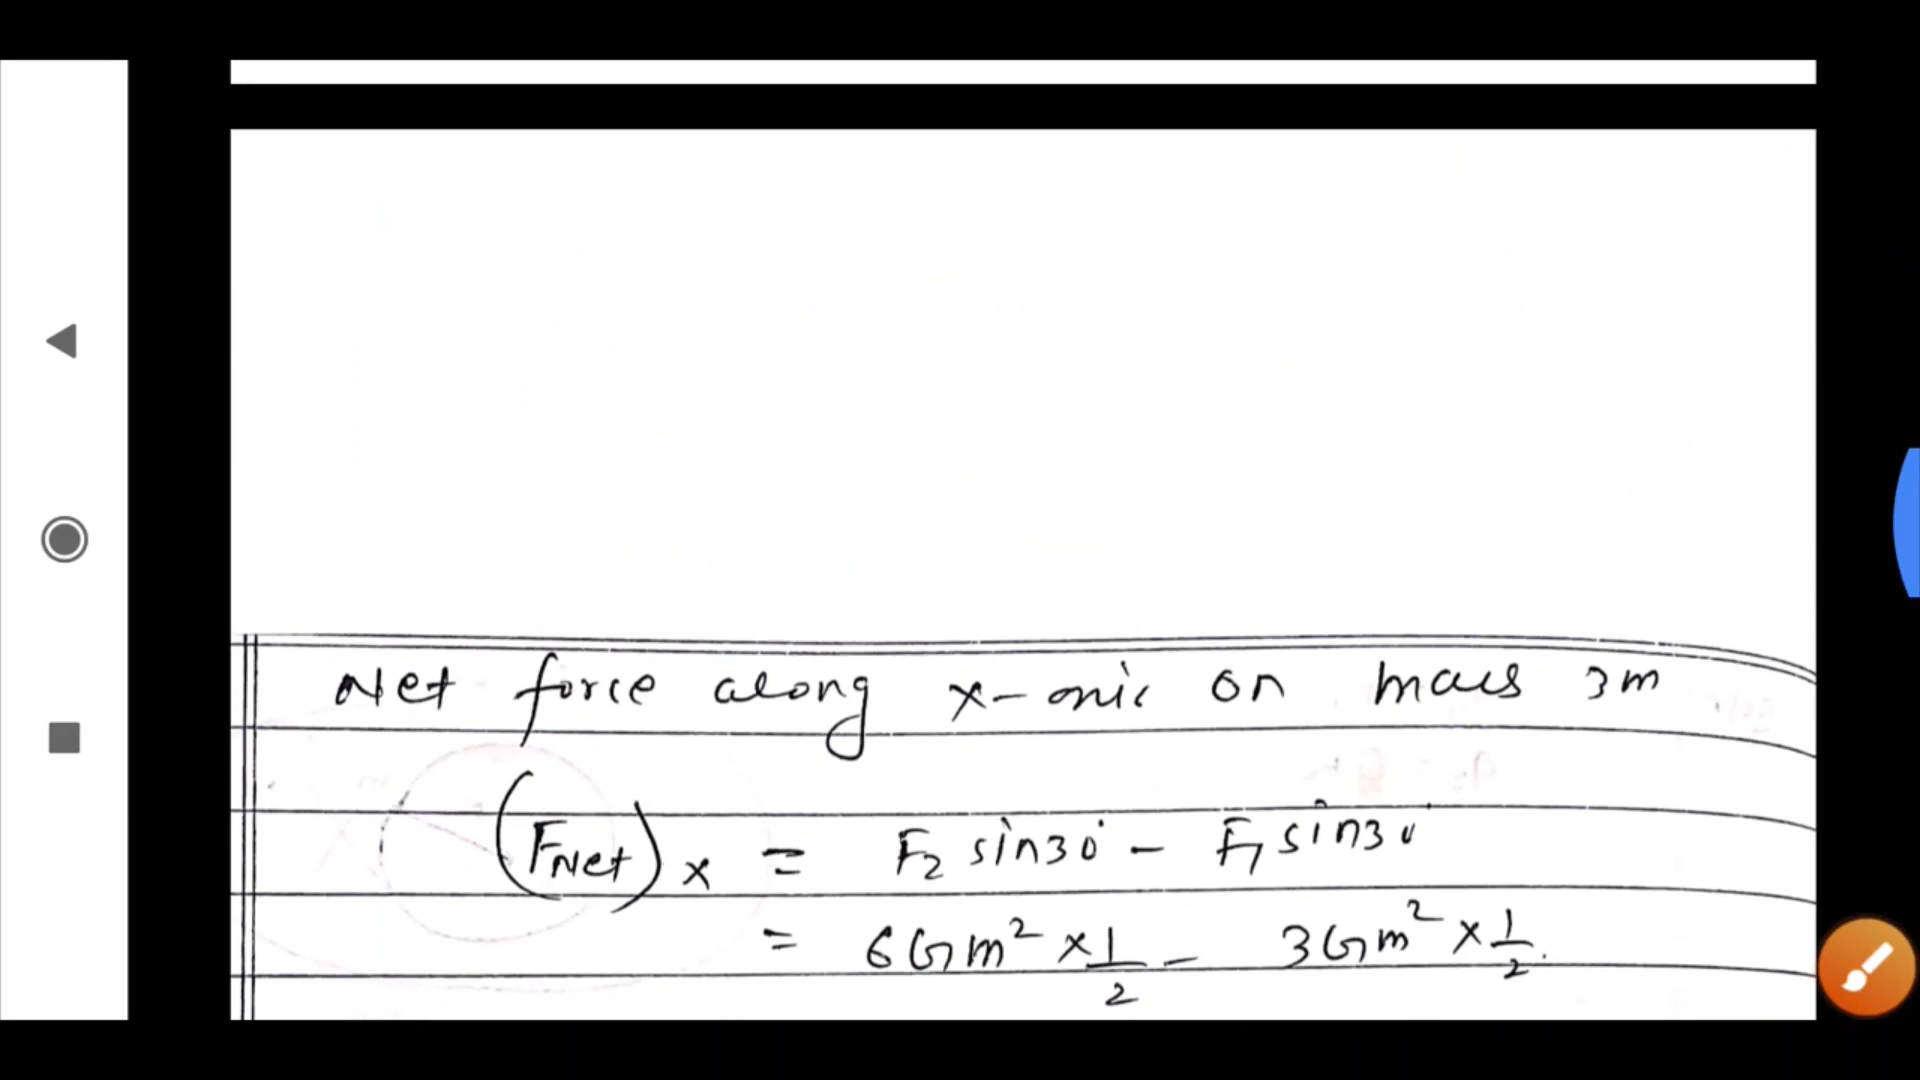 Net force along x-axis on mass 3m
(FNet)x = F2 sin30° - F1 sin30°
= 6Gm² × 1/2 - 3Gm² × 1/2.